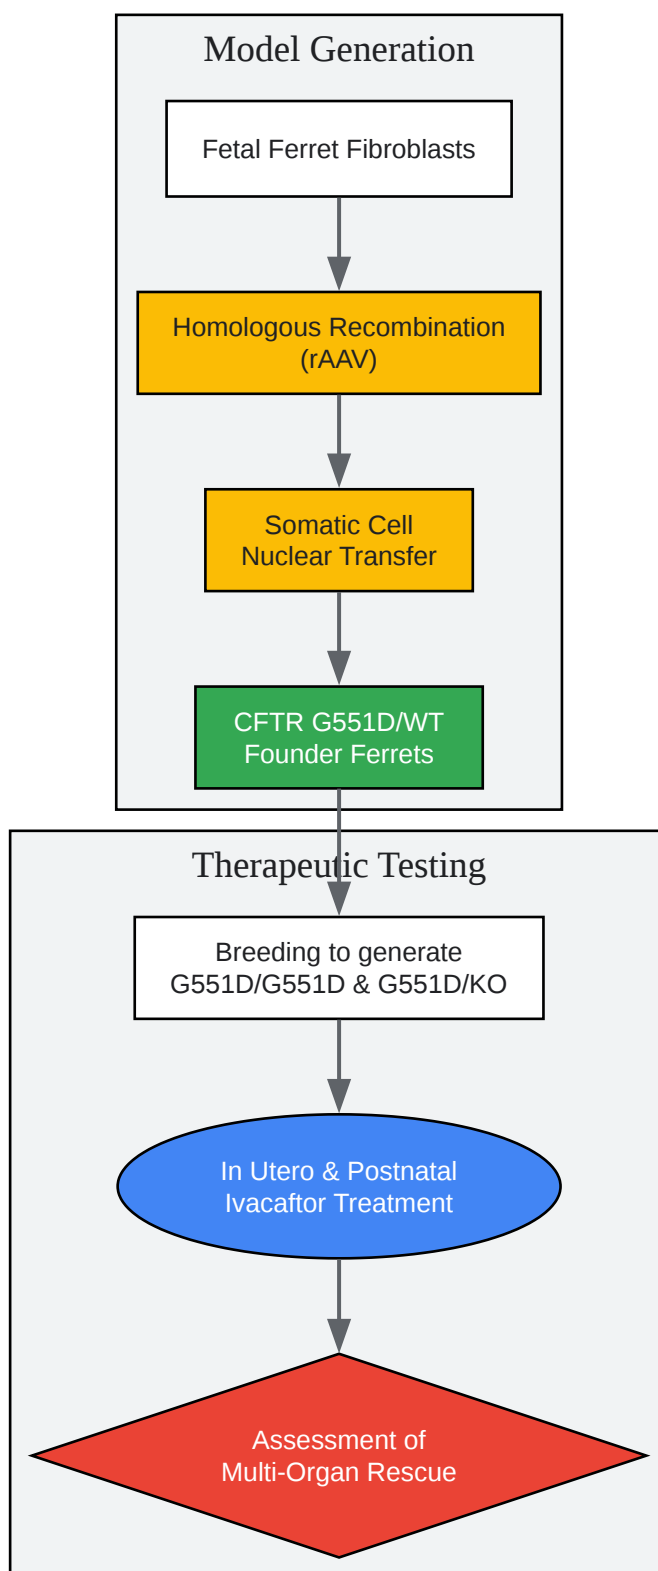 Model Generation
Fetal Ferret Fibroblasts
Homologous Recombination
(rAAV)
Somatic Cell
Nuclear Transfer
CFTR G551D/WT
Founder Ferrets
Therapeutic Testing
Breeding to generate
G551D/G551D & G551D/KO
In Utero & Postnatal
Ivacaftor Treatment
Assessment of
Multi-Organ Rescue